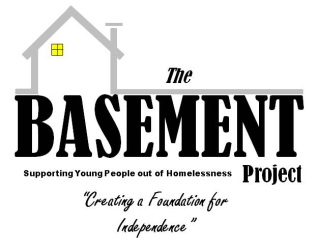 The
BASEMENT
Supporting Young People out of Homelessness Project
"Creating a Foundation for
Independence"